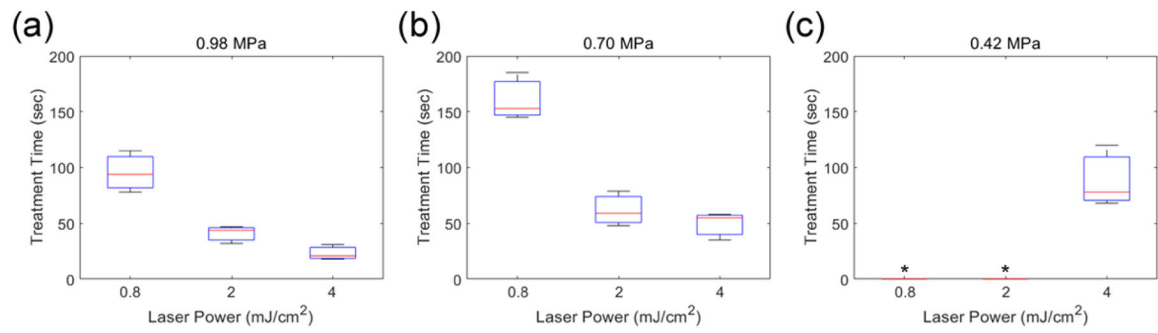 (a)
0.98 MPa
200
150
100
50
0
Treatment Time (sec)
0.8 2 4
Laser Power (mJ/cm²)
(b)
0.70 MPa
200
150
100
50
0
Treatment Time (sec)
0.8 2 4
Laser Power (mJ/cm²)
(c)
0.42 MPa
200
150
100
50
0
Treatment Time (sec)
* *
0.8 2 4
Laser Power (mJ/cm²)